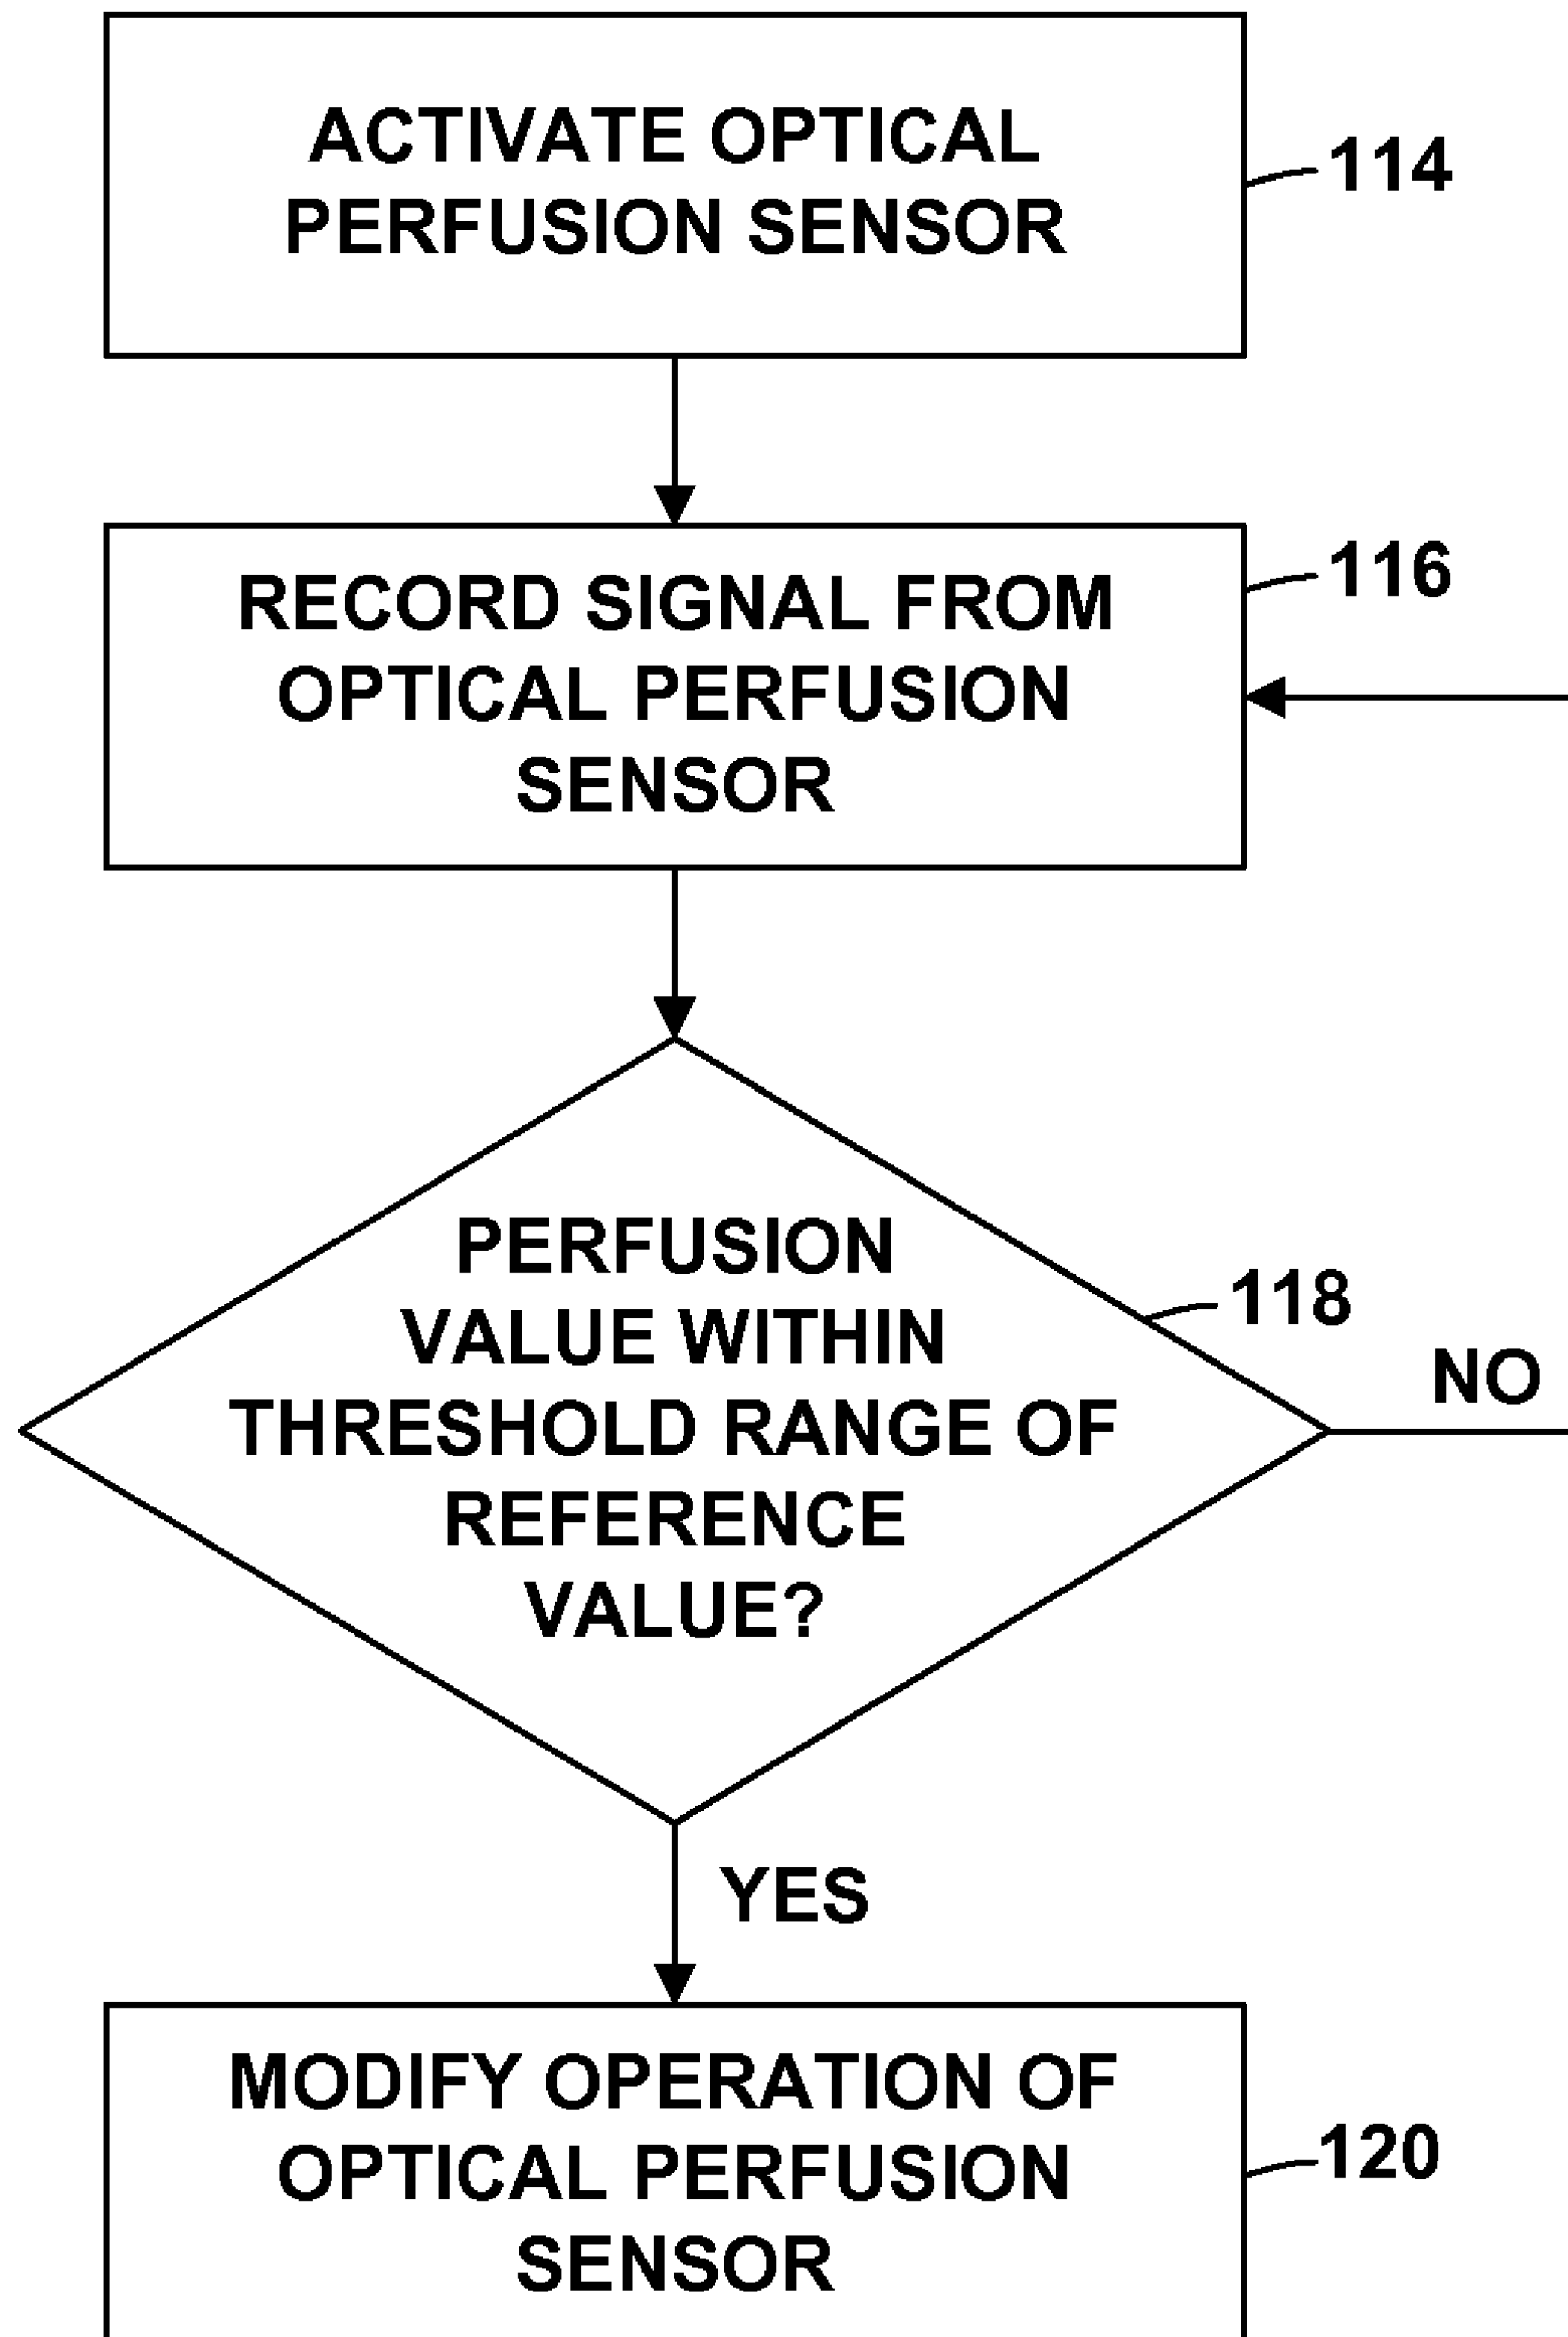 ACTIVATE OPTICAL
PERFUSION SENSOR
114
RECORD SIGNAL FROM
OPTICAL PERFUSION
SENSOR
116
PERFUSION
VALUE WITHIN
THRESHOLD RANGE OF
REFERENCE
VALUE?
118
NO
YES
MODIFY OPERATION OF
OPTICAL PERFUSION
SENSOR
120